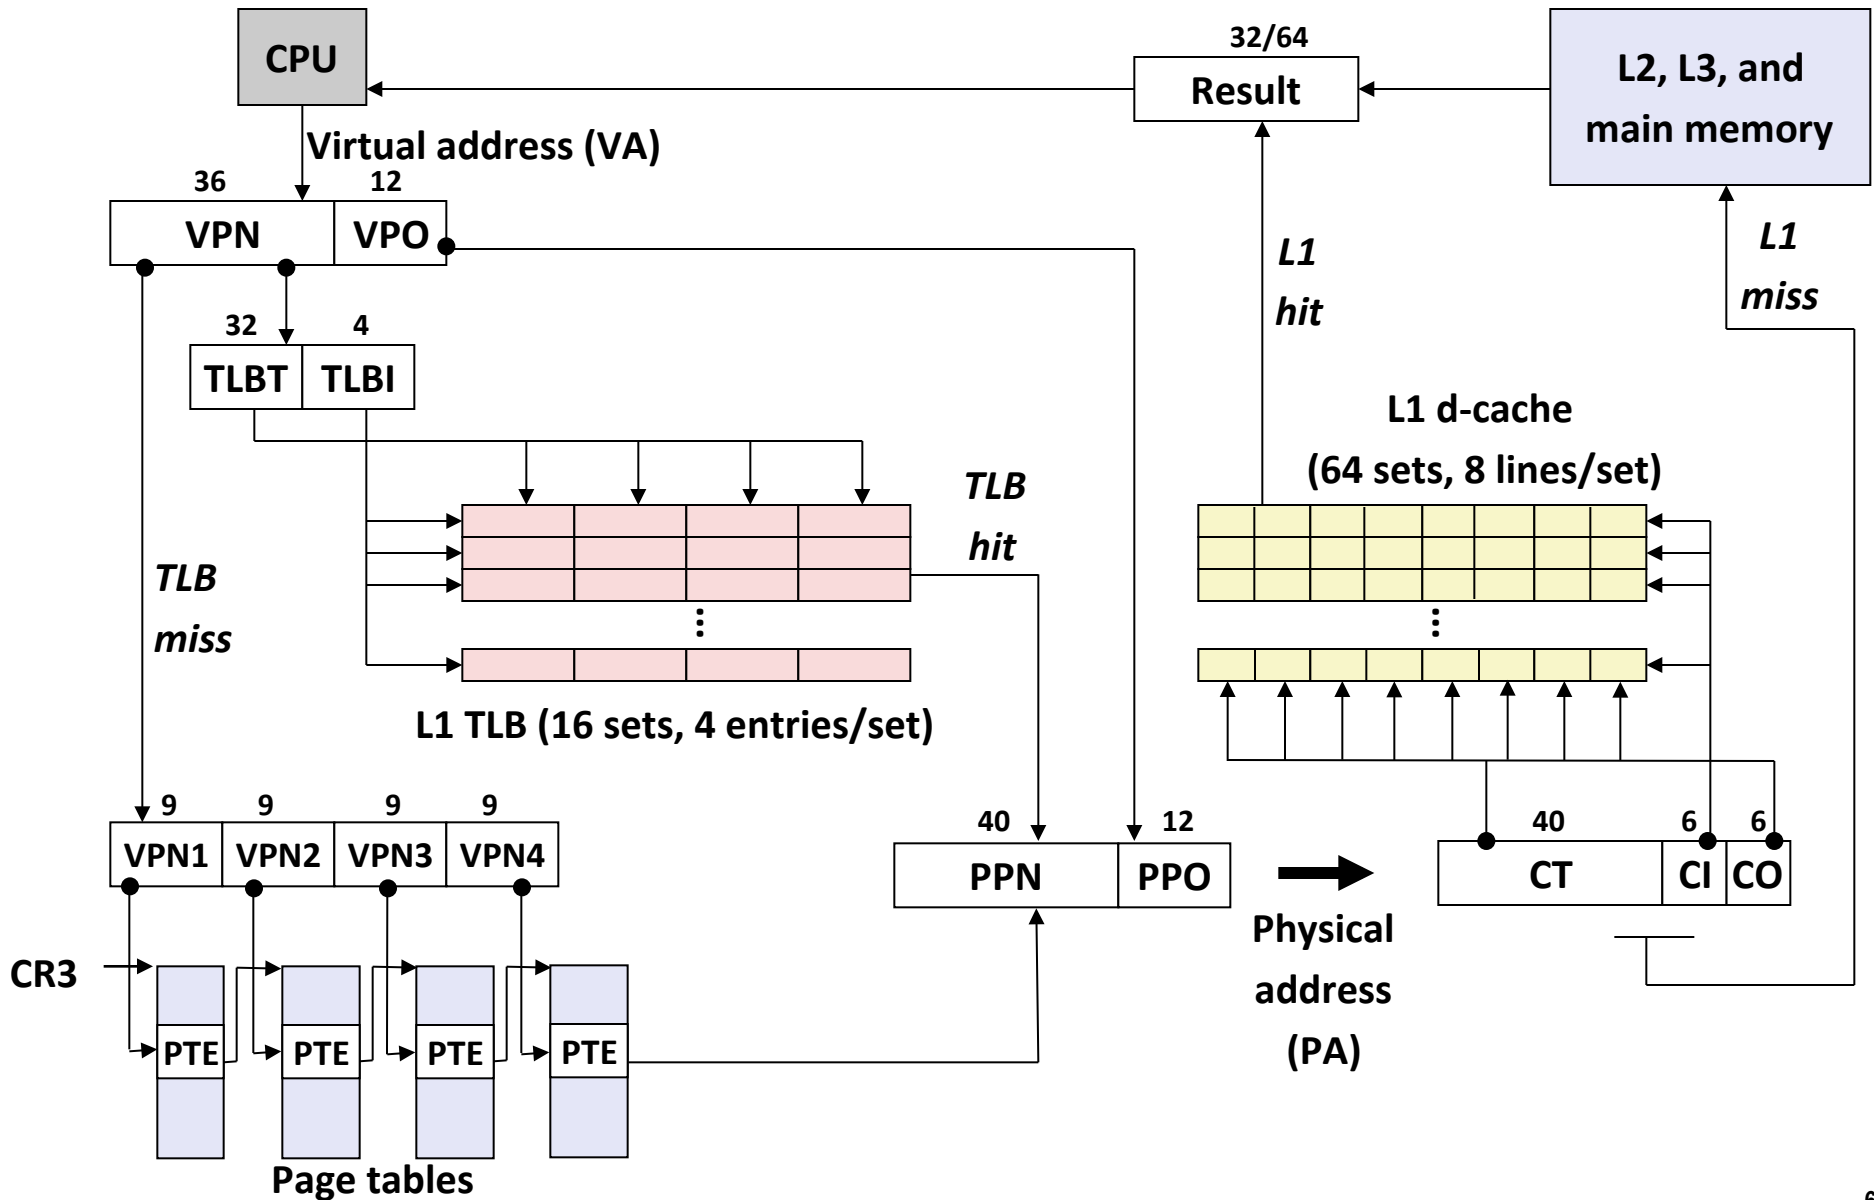 CPU
32/64
Result
L2, L3, and
main memory
Virtual address (VA)
36
12
VPN
VPO
L1
hit
L1
miss
32
4
TLBT
TLBI
L1 d-cache
(64 sets, 8 lines/set)
TLB
hit
TLB
miss
...
...
L1 TLB (16 sets, 4 entries/set)
9
9
9
9
VPN1
VPN2
VPN3
VPN4
40
12
PPN
PPO
40
6
6
CT
CI
CO
Physical
address
(PA)
CR3
PTE
PTE
PTE
PTE
Page tables
6